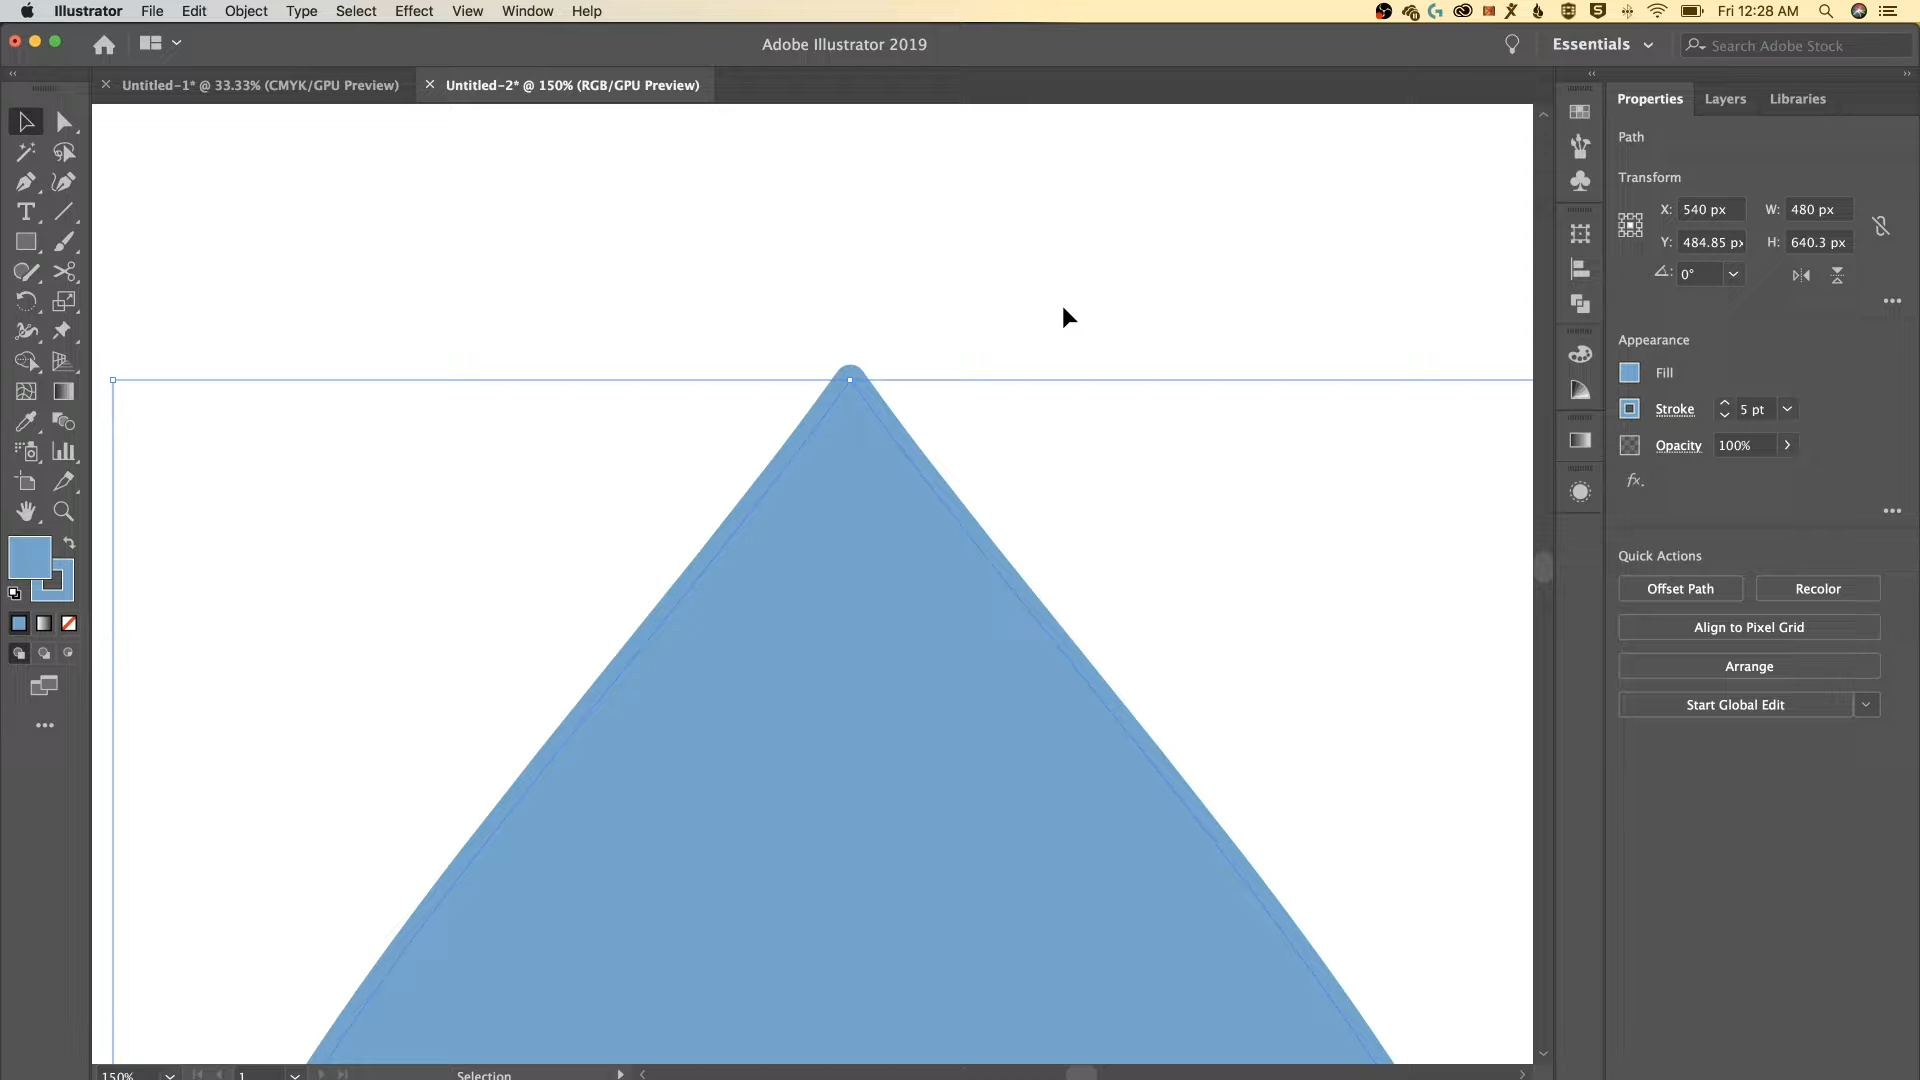 Illustrator File Edit Object Type Select Effect View Window Help Fri 12:28 AM
Adobe Illustrator 2019 Essentials Search Adobe Stock
Untitled-1* @ 33.33% (CMYK/GPU Preview) Untitled-2* @ 150% (RGB/GPU Preview)
Properties Layers Libraries
Path
Transform
X: 540 px W: 480 px
Y: 484.85 px H: 640.3 px
0°
Appearance
Fill
Stroke 5 pt
Opacity 100%
fx.
Quick Actions
Offset Path Recolor
Align to Pixel Grid
Arrange
Start Global Edit
150% 1 Selection